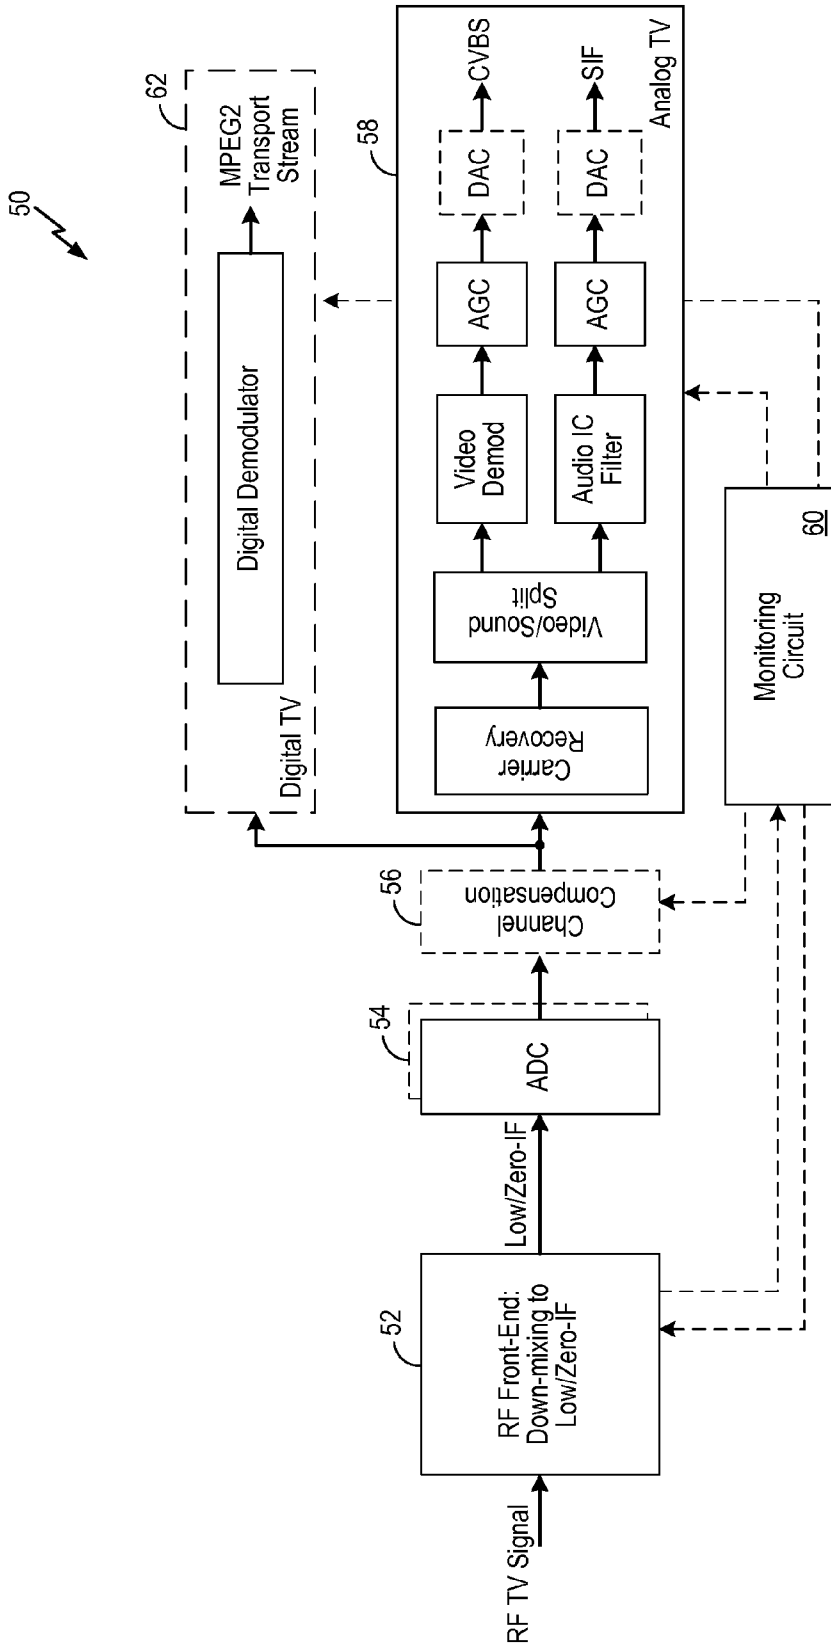 50
RF TV Signal
52
RF Front-End:
Down-mixing to
Low/Zero-IF
Low/Zero-IF
54
ADC
56
Channel
Compensation
62
Digital TV
Digital Demodulator
MPEG2
Transport
Stream
58
Carrier
Recovery
Video/Sound
Split
Video
Demod
AGC
DAC
CVBS
Audio IC
Filter
AGC
DAC
SIF
Analog TV
Monitoring
Circuit
60